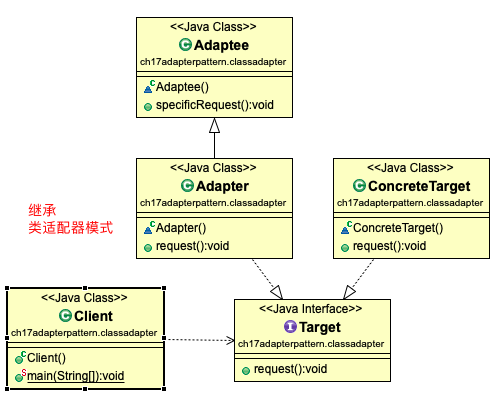 <<Java Class>>
Adaptee
ch17adapterpattern.classadapter
Adaptee()
specificRequest():void
<<Java Class>>
Adapter
ch17adapterpattern.classadapter
Adapter()
request():void
<<Java Class>>
ConcreteTarget
ch17adapterpattern.classadapter
ConcreteTarget()
request():void
继承
类适配器模式
<<Java Class>>
Client
ch17adapterpattern.classadapter
Client()
main(String[]):void
<<Java Interface>>
Target
ch17adapterpattern.classadapter
request():void